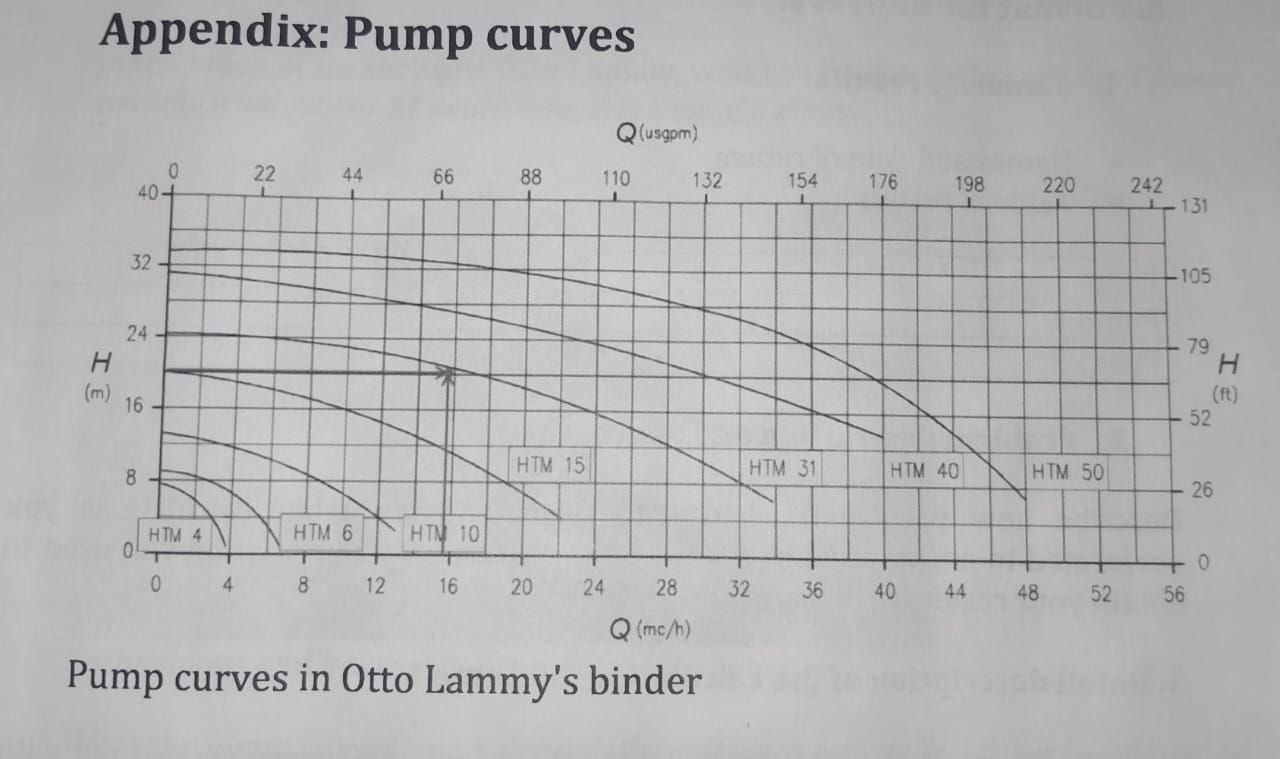 Appendix: Pump curves
Q (usgpm)
0 22 44 66 88 110 132 154 176 198 220 242
40 131
32 105
24 79
H (m) H (ft)
16 52
HTM 15 HTM 31 HTM 40 HTM 50
8 26
HTM 4 HTM 6 HTM 10
0 0
0 4 8 12 16 20 24 28 32 36 40 44 48 52 56
Q (mc/h)
Pump curves in Otto Lammy's binder